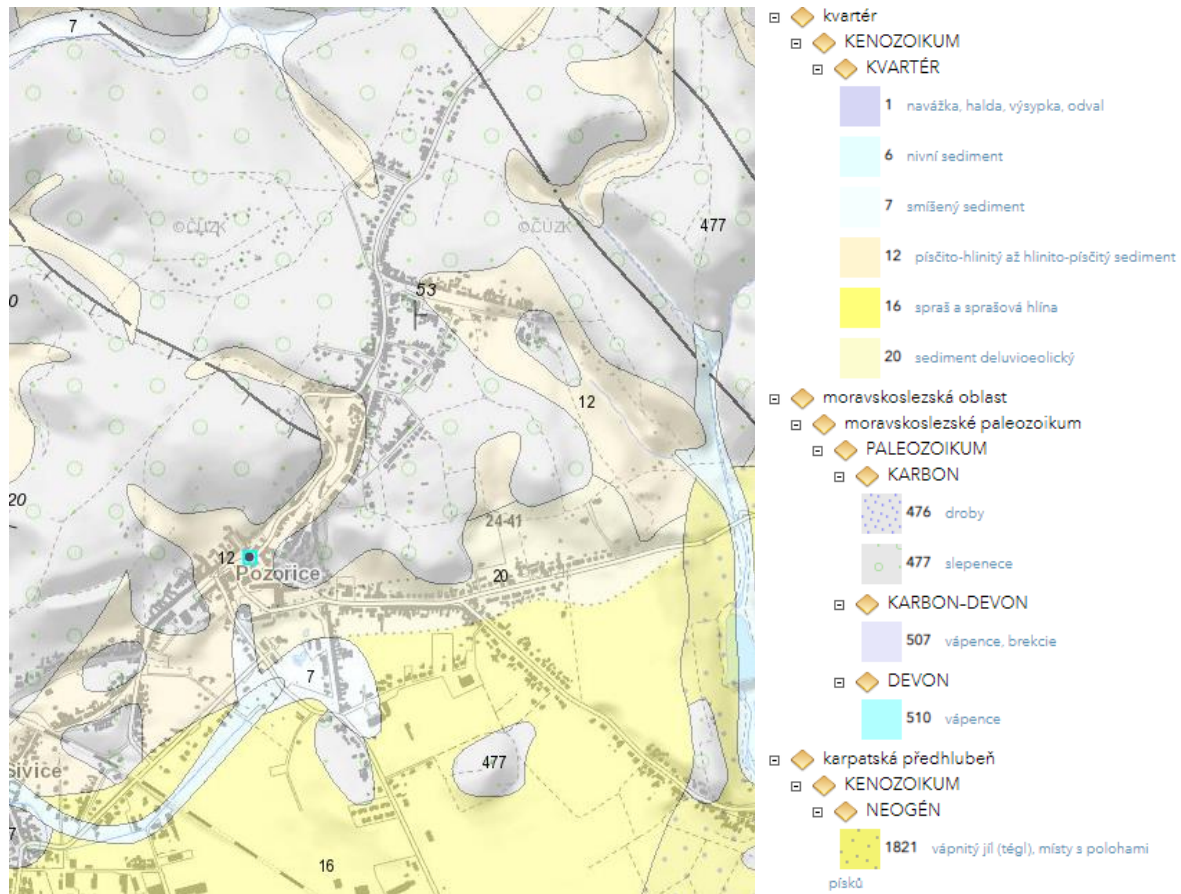 7
©ČÚZK
©ČÚZK
477
53
0
12
20
24-41
12
Pozořice
20
7
477
Sivice
7
16
kvartér
KENOZOIKUM
KVARTÉR
1 navážka, halda, výsypka, odval
6 nivní sediment
7 smíšený sediment
12 písčito-hlinitý až hlinito-písčitý sediment
16 spraš a sprašová hlína
20 sediment deluvioeolický
moravskoslezská oblast
moravskoslezské paleozoikum
PALEOZOIKUM
KARBON
476 droby
477 slepenece
KARBON-DEVON
507 vápence, brekcie
DEVON
510 vápence
karpatská předhlubeň
KENOZOIKUM
NEOGÉN
1821 vápnitý jíl (tégl), místy s polohami
písků